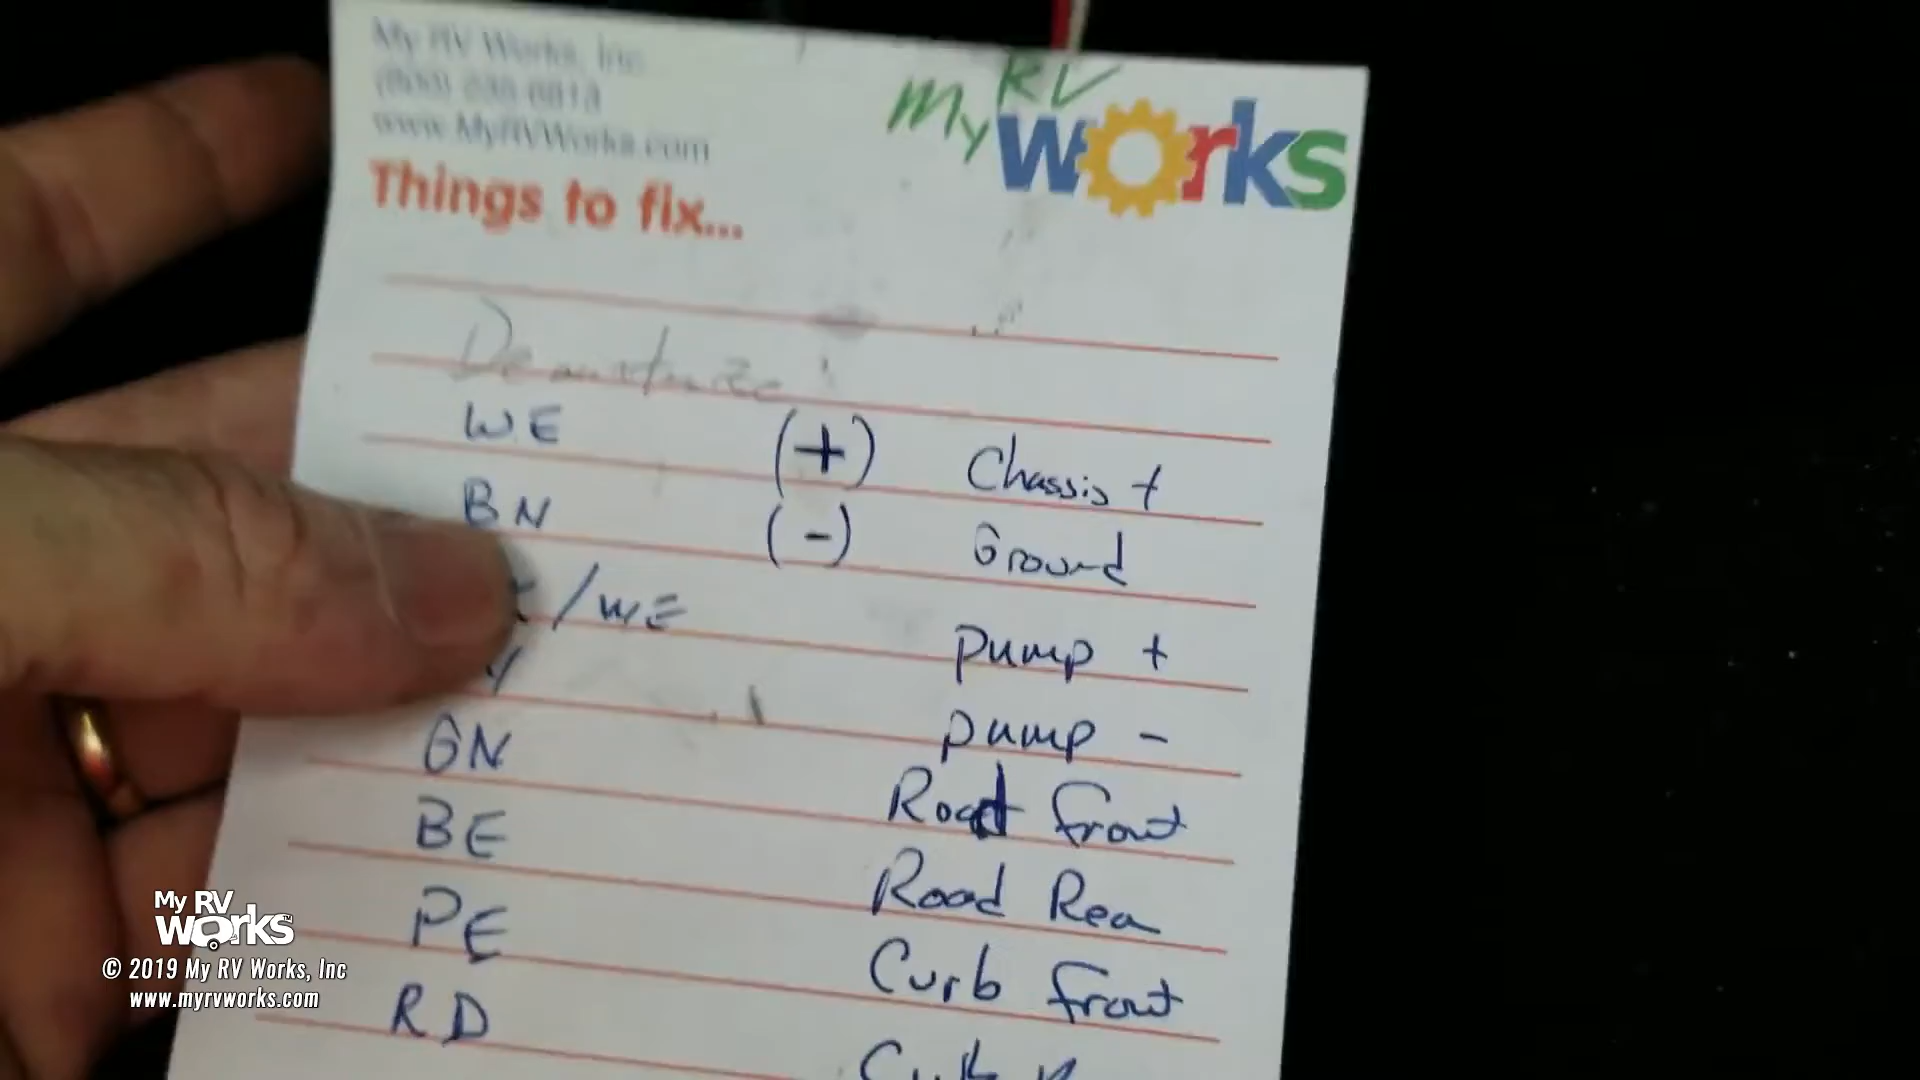 My RV Works, Inc.
www.MyRVWorks.com
My RV works
Things to fix...
WE (+) Chassis +
BN (-) Ground
/WE Pump +
Pump -
GN Road Front
BE Road Rea
PE Curb Front
RD
My RV
works
© 2019 My RV Works, Inc
www.myrvworks.com